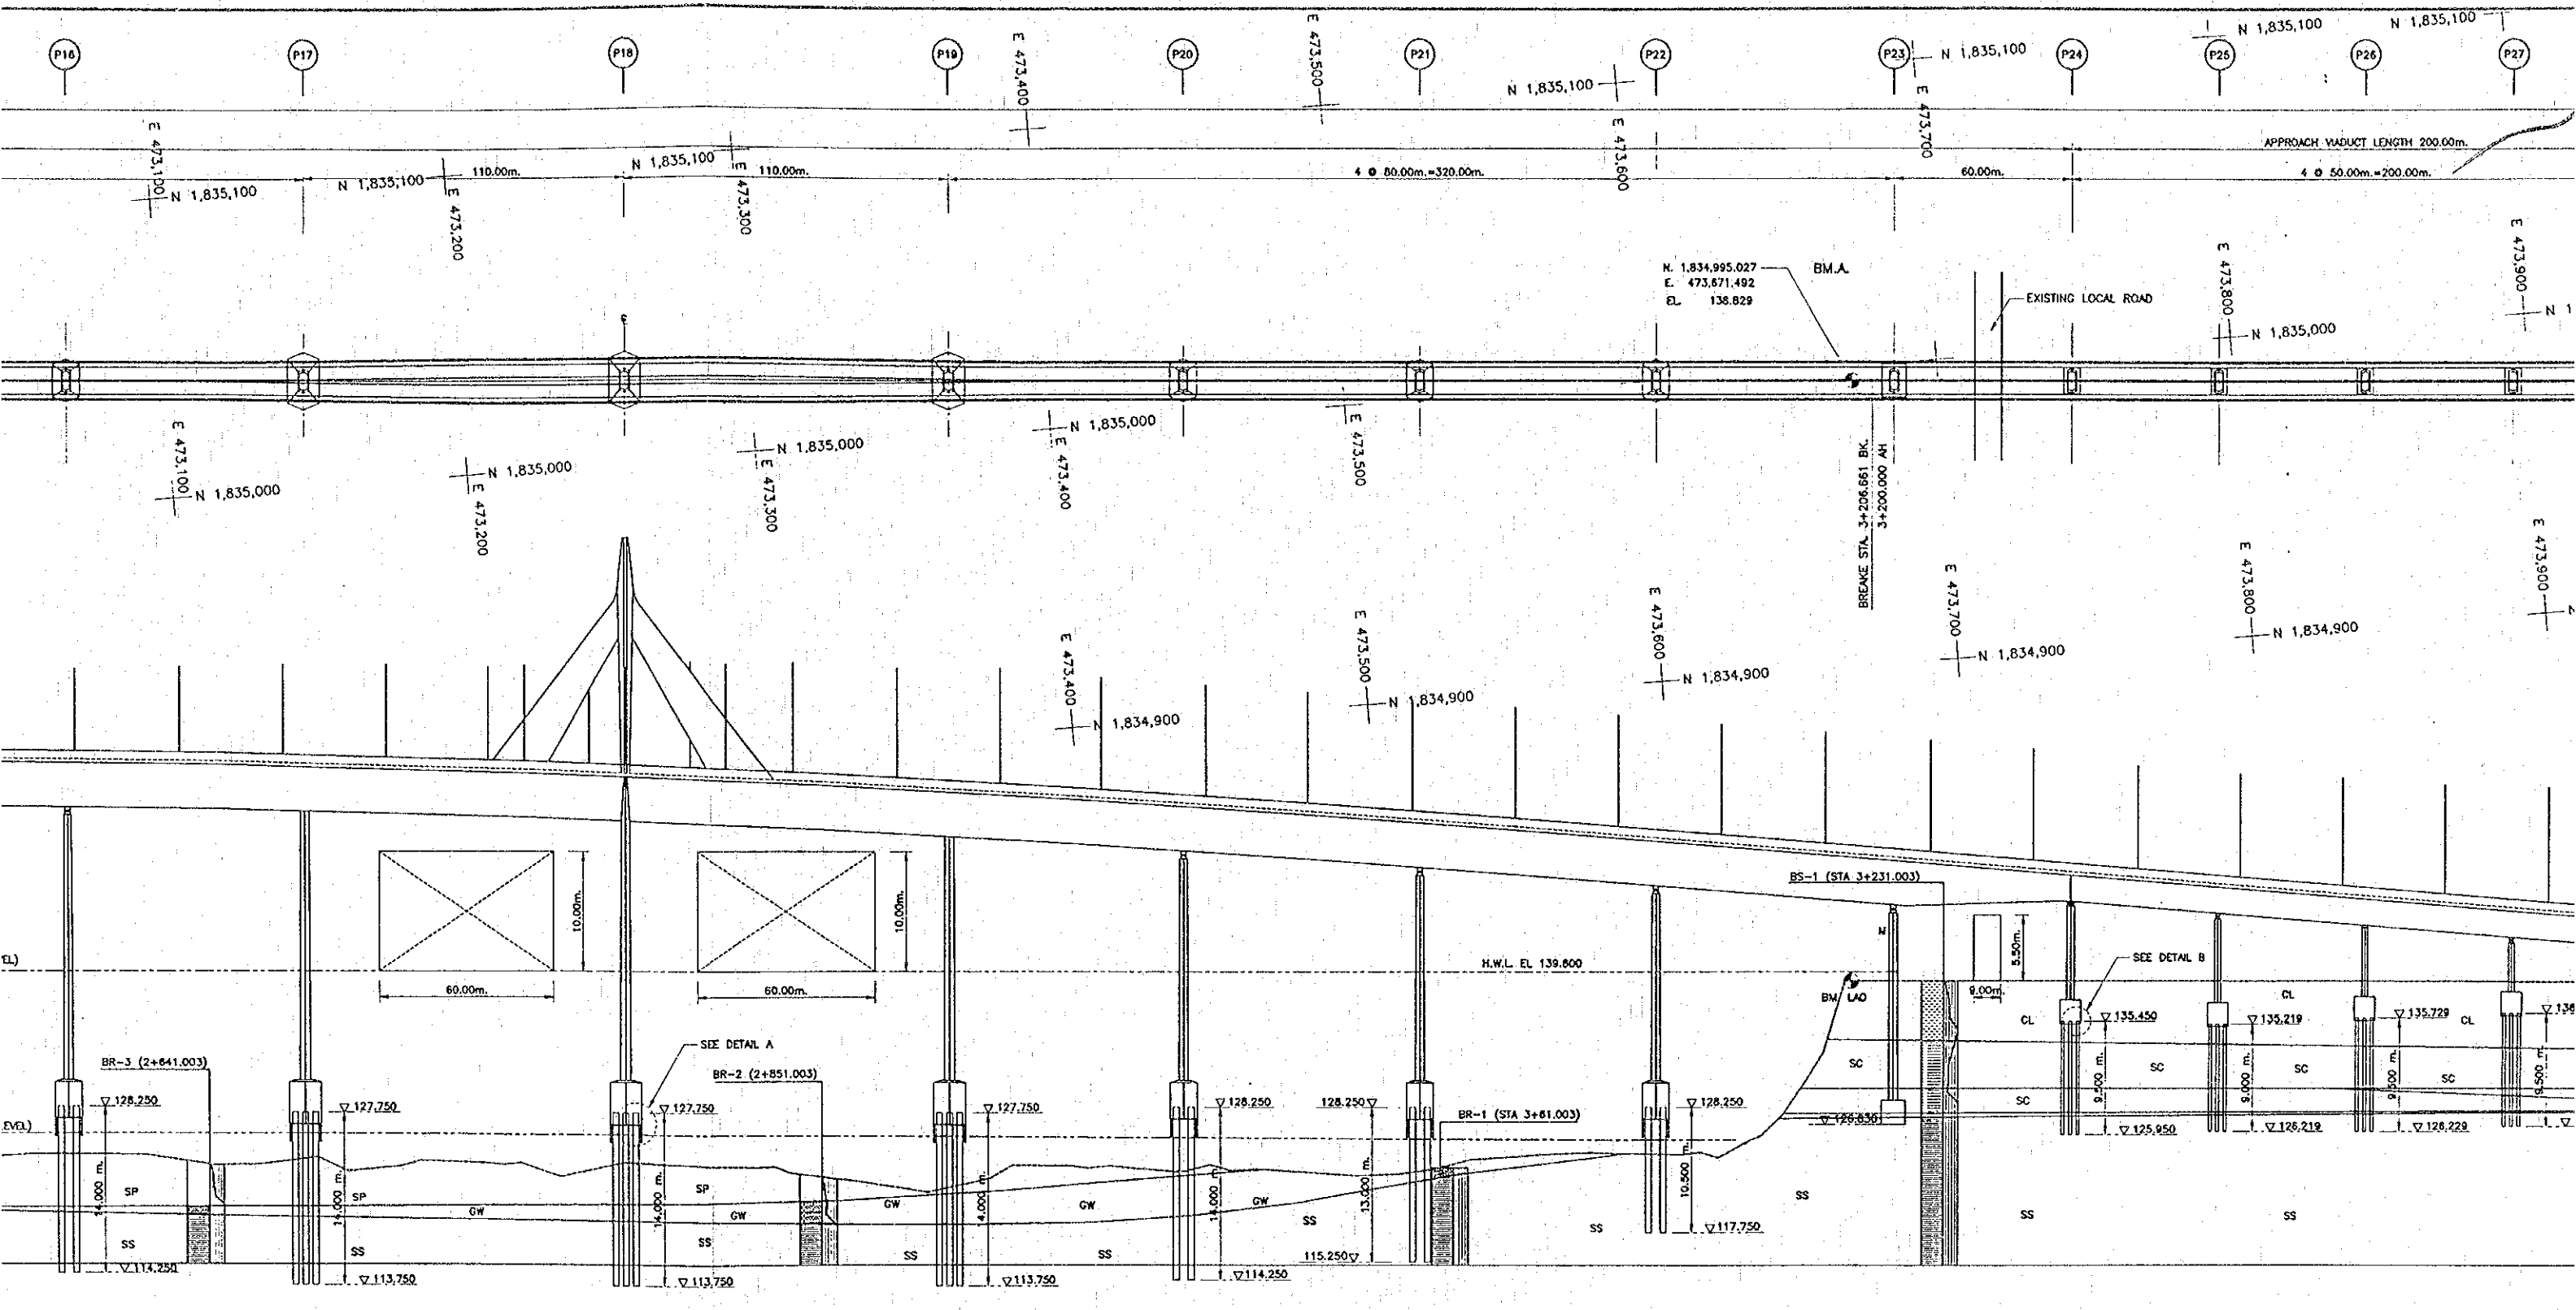 P16
P17
P18
P19
P20
P21
P22
P23
P24
P25
P26
P27
N 1,835,100
N 1,835,100
N 1,835,100
N 1,835,100
E 473,400
E 473,500
N 1,835,100
E 473,600
E 473,700
E 473,100
N 1,835,100
N 1,835,100
E 473,200
N 1,835,100
E 473,300
110.00m.
110.00m.
4 @ 80.00m.=320.00m.
60.00m.
APPROACH VIADUCT LENGTH 200.00m.
4 @ 50.00m.=200.00m.
N. 1,834,995.027
E. 473,671.492
EL. 138.829
BM.A.
EXISTING LOCAL ROAD
E 473,800
N 1,835,000
E 473,900
N 1
E 473,100
N 1,835,000
N 1,835,000
E 473,200
N 1,835,000
E 473,300
N 1,835,000
E 473,400
E 473,500
BREAKE STA. 3+206.661 BK.
3+200.000 AH
E 473,400
N 1,834,900
E 473,500
N 1,834,900
E 473,600
N 1,834,900
E 473,700
N 1,834,900
E 473,800
N 1,834,900
E 473,900
10.00m.
60.00m.
10.00m.
60.00m.
EL)
H.W.L. EL 139.600
BS-1 (STA 3+231.003)
M
BM LAO
5.50m.
9.00m.
SEE DETAIL B
CL
CL
CL
135.450
135.219
135.729
136
SC
SC
SC
SC
SC
9.500 m.
9.000 m.
9.500 m.
9.500 m.
125.950
126.219
126.229
BR-3 (2+641.003)
SEE DETAIL A
BR-2 (2+851.003)
BR-1 (STA 3+61.003)
128.250
127.750
127.750
127.750
128.250
128.250
128.250
126.630
EVEL)
14.000 m.
14.000 m.
14.000 m.
14.000 m.
14.000 m.
13.000 m.
10.500 m.
SP
SP
SP
GW
GW
GW
GW
GW
SS
SS
SS
SS
SS
SS
SS
SS
SS
SS
114.250
113.750
113.750
113.750
114.250
115.250
117.750